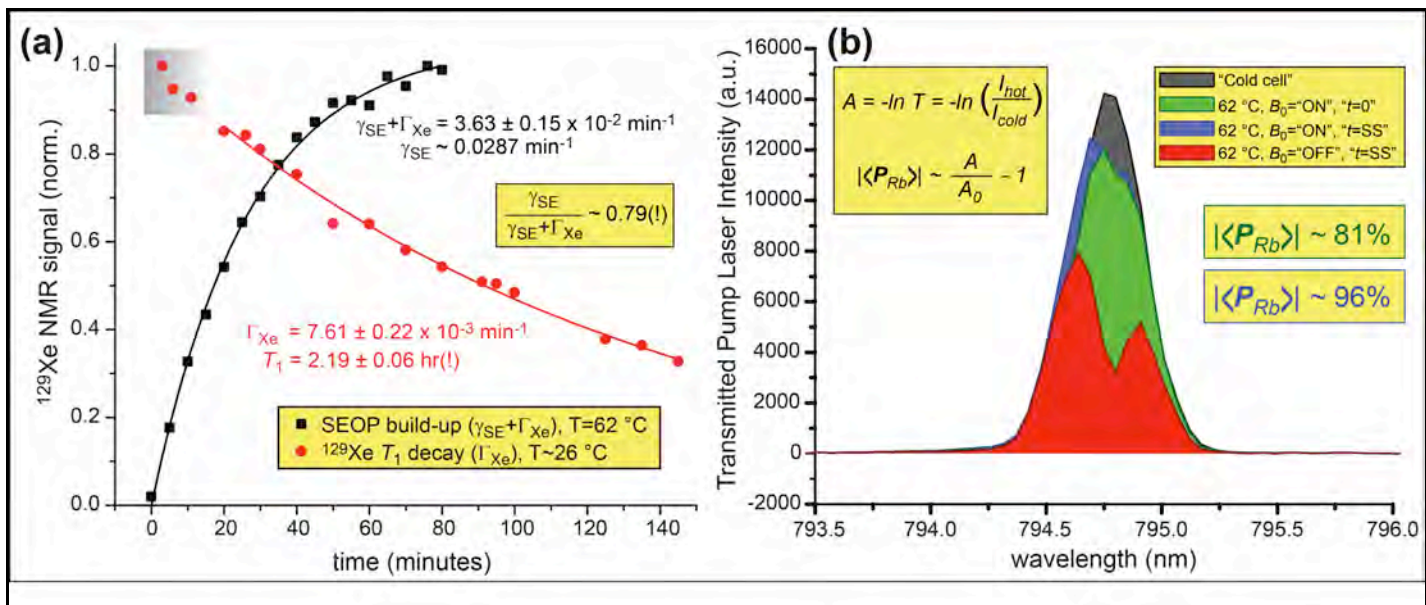 (a)
1.0
0.8
0.6
0.4
0.2
0.0
¹²⁹Xe NMR signal (norm.)
γSE+ΓXe = 3.63 ± 0.15 x 10⁻² min⁻¹
γSE ~ 0.0287 min⁻¹
γSE
γSE+ΓXe ~ 0.79(!)
ΓXe = 7.61 ± 0.22 x 10⁻³ min⁻¹
T₁ = 2.19 ± 0.06 hr(!)
SEOP build-up (γSE+ΓXe), T=62 °C
¹²⁹Xe T₁ decay (ΓXe), T~26 °C
0 20 40 60 80 100 120 140
time (minutes)
(b)
16000
14000
12000
10000
8000
6000
4000
2000
0
-2000
Transmitted Pump Laser Intensity (a.u.)
A = -ln T = -ln (Ihot/Icold)
|⟨PRb⟩| ~ A/A₀ - 1
"Cold cell"
62 °C, B₀="ON", "t=0"
62 °C, B₀="ON", "t=SS"
62 °C, B₀="OFF", "t=SS"
|⟨PRb⟩| ~ 81%
|⟨PRb⟩| ~ 96%
793.5 794.0 794.5 795.0 795.5 796.0
wavelength (nm)